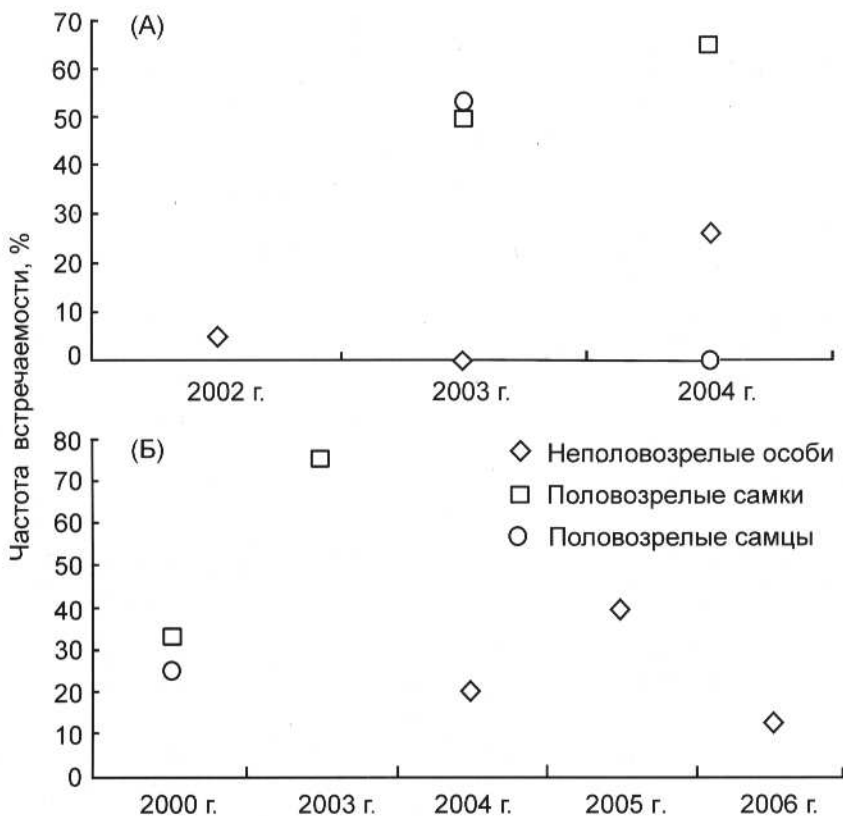 Частота встречаемости, %
(А)
70
60
50
40
30
20
10
0
2002 г. 2003 г. 2004 г.
(Б)
80
70
60
50
40
30
20
10
0
Неполовозрелые особи
Половозрелые самки
Половозрелые самцы
2000 г. 2003 г. 2004 г. 2005 г. 2006 г.